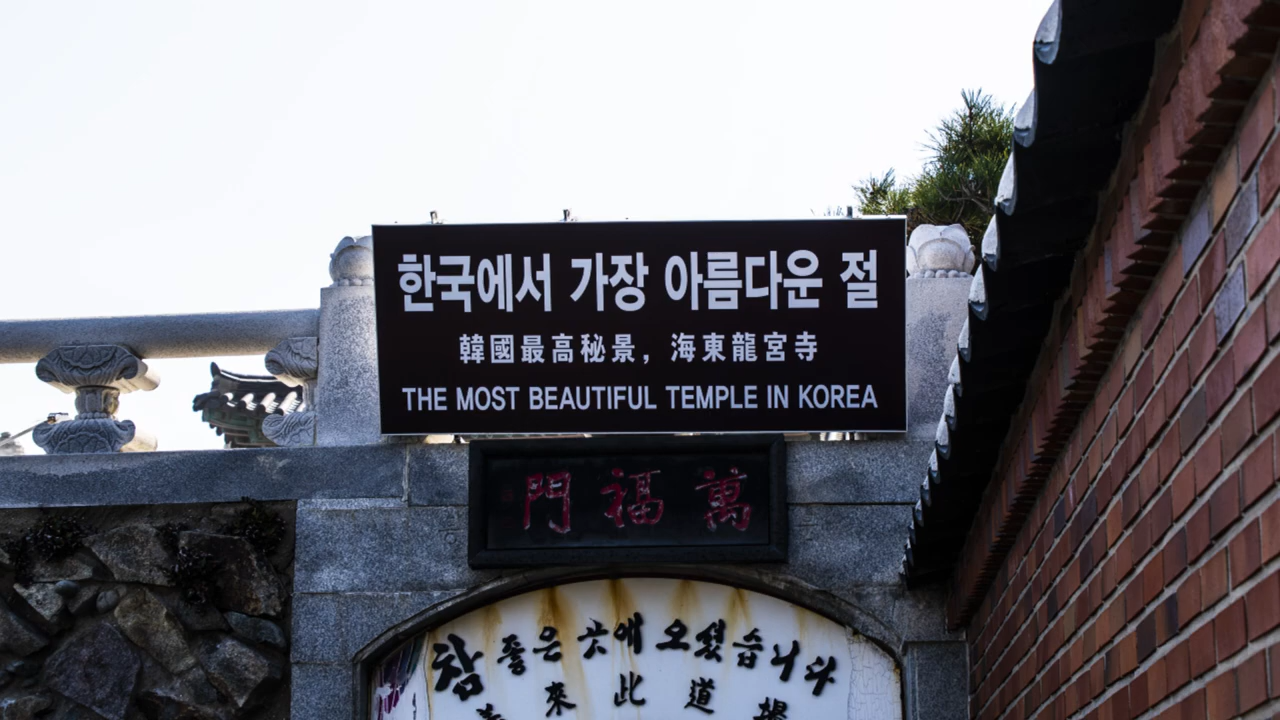 한국에서 가장 아름다운 절
韓國最高秘景, 海東龍宮寺
THE MOST BEAUTIFUL TEMPLE IN KOREA
萬福門
참 좋은 곳에 오셨습니다
來此道